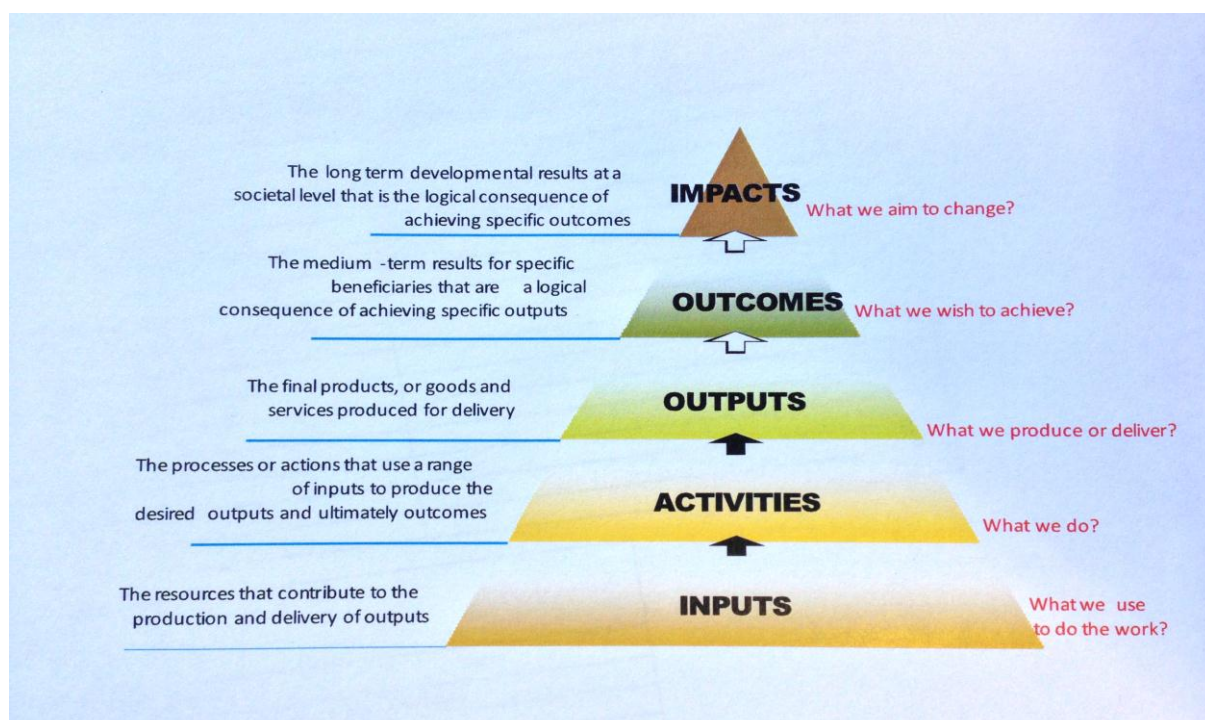 The long term developmental results at a
societal level that is the logical consequence of
achieving specific outcomes
IMPACTS
What we aim to change?
The medium -term results for specific
beneficiaries that are a logical
consequence of achieving specific outputs
OUTCOMES
What we wish to achieve?
The final products, or goods and
services produced for delivery
OUTPUTS
What we produce or deliver?
The processes or actions that use a range
of inputs to produce the
desired outputs and ultimately outcomes
ACTIVITIES
What we do?
The resources that contribute to the
production and delivery of outputs
INPUTS
What we use
to do the work?